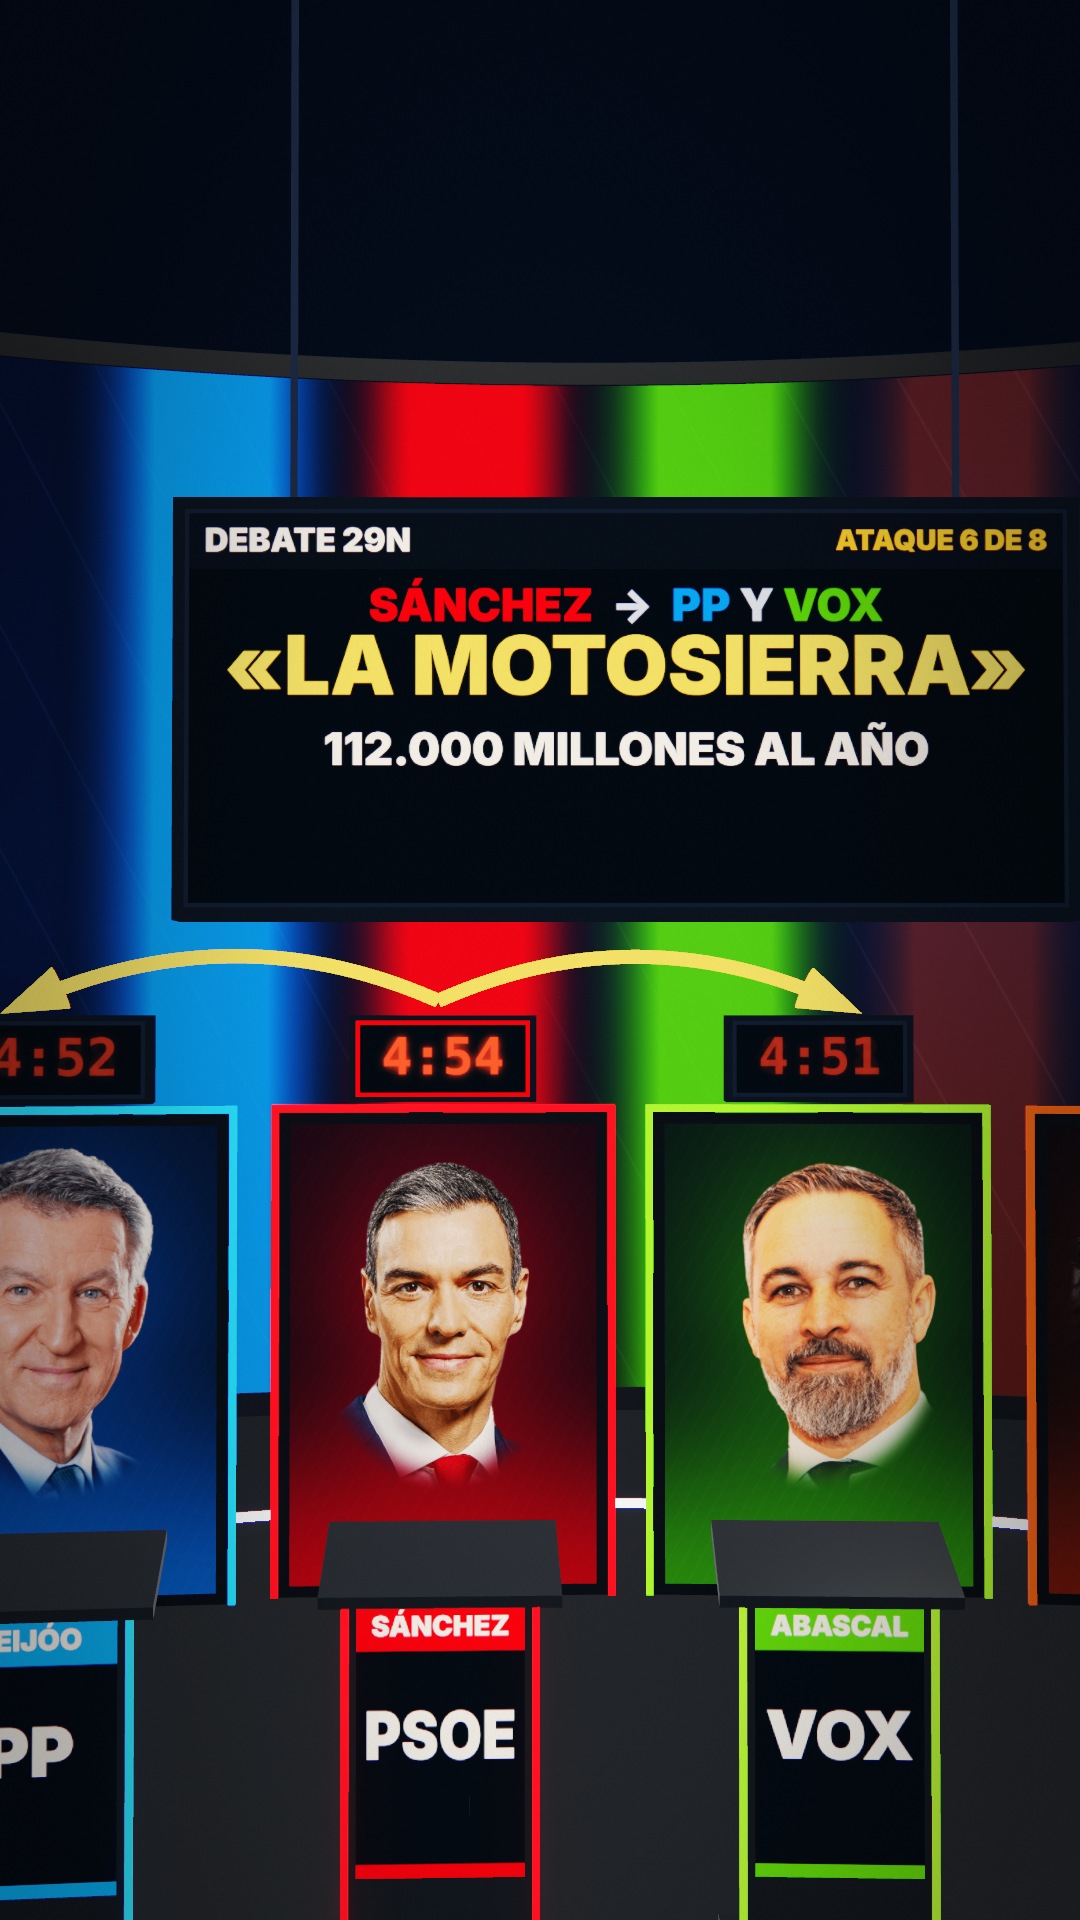 DEBATE 29N
ATAQUE 6 DE 8
SÁNCHEZ → PP Y VOX
«LA MOTOSIERRA»
112.000 MILLONES AL AÑO
4:52
4:54
4:51
EIJÓO
SÁNCHEZ
ABASCAL
PP
PSOE
VOX